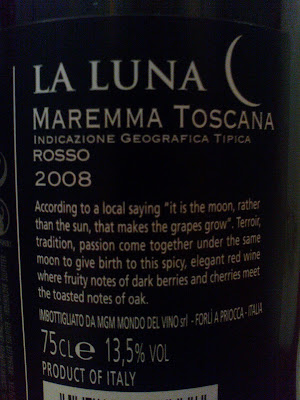 LA LUNA
MAREMMA TOSCANA
INDICAZIONE GEOGRAFICA TIPICA
ROSSO
2008
According to a local saying "it is the moon, rather
than the sun, that makes the grapes grow". Terroir,
tradition, passion come together under the same
moon to give birth to this spicy, elegant red wine
where fruity notes of dark berries and cherries meet
the toasted notes of oak.
IMBOTTIGLIATO DA MGM MONDO DEL VINO srl - FORLÌ A PRIOCCA - ITALIA
75CLe 13,5% VOL
PRODUCT OF ITALY